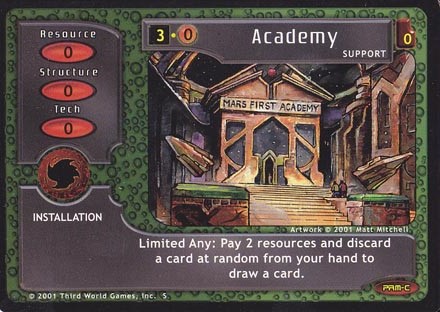 Resource
0
Structure
0
Tech
0
INSTALLATION
3 · 0
Academy
SUPPORT
0
MARS FIRST ACADEMY
Artwork © 2001 Matt Mitchell
Limited Any: Pay 2 resources and discard
a card at random from your hand to
draw a card.
© 2001 Third World Games, Inc. S
PRM-C